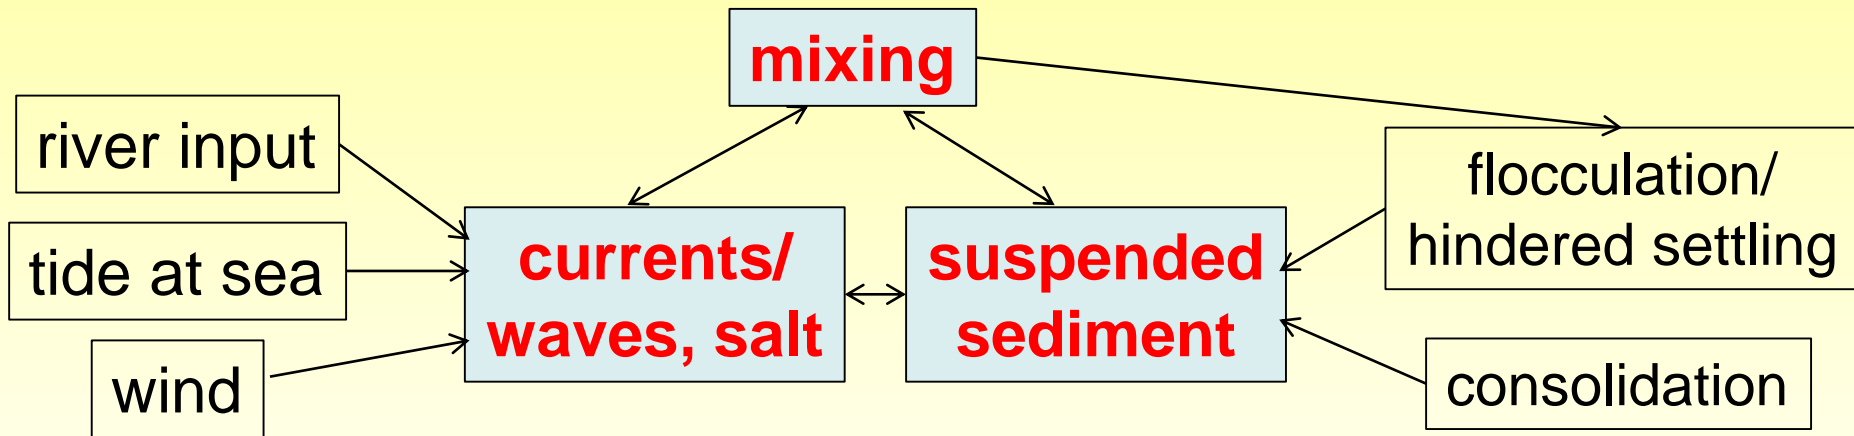 mixing
river input
tide at sea
wind
currents/
waves, salt
suspended
sediment
flocculation/
hindered settling
consolidation